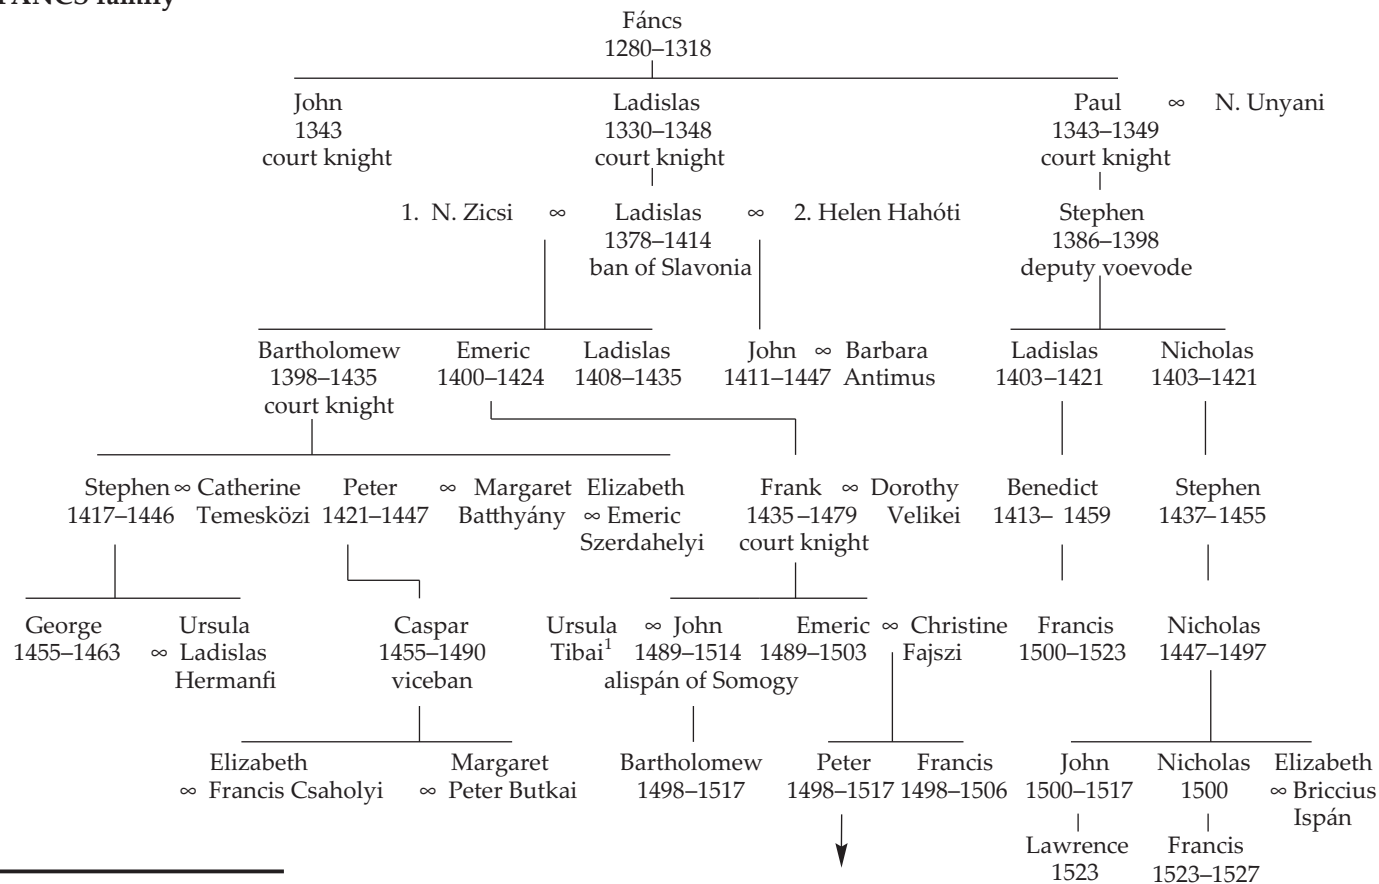 FÁNCS family
Fáncs
1280–1318
John Ladislas Paul ∞ N. Unyani
1343 1330–1348 1343–1349
court knight court knight court knight
1. N. Zicsi ∞ Ladislas ∞ 2. Helen Hahóti Stephen
1378–1414 1386–1398
ban of Slavonia deputy voevode
Bartholomew Emeric Ladislas John ∞ Barbara Ladislas Nicholas
1398–1435 1400–1424 1408–1435 1411–1447 Antimus 1403–1421 1403–1421
court knight
Stephen ∞ Catherine Peter ∞ Margaret Elizabeth Frank ∞ Dorothy Benedict Stephen
1417–1446 Temesközi 1421–1447 Batthyány ∞ Emeric 1435–1479 Velikei 1413– 1459 1437–1455
Szerdahelyi court knight
George Ursula Caspar Ursula ∞ John Emeric ∞ Christine Francis Nicholas
1455–1463 ∞ Ladislas 1455–1490 Tibai1 1489–1514 1489–1503 Fajszi 1500–1523 1447–1497
Hermanfi viceban alispán of Somogy
Elizabeth Margaret Bartholomew Peter Francis John Nicholas Elizabeth
∞ Francis Csaholyi ∞ Peter Butkai 1498–1517 1498–1517 1498–1506 1500–1517 1500 ∞ Briccius
Ispán
Lawrence Francis
1523 1523–1527